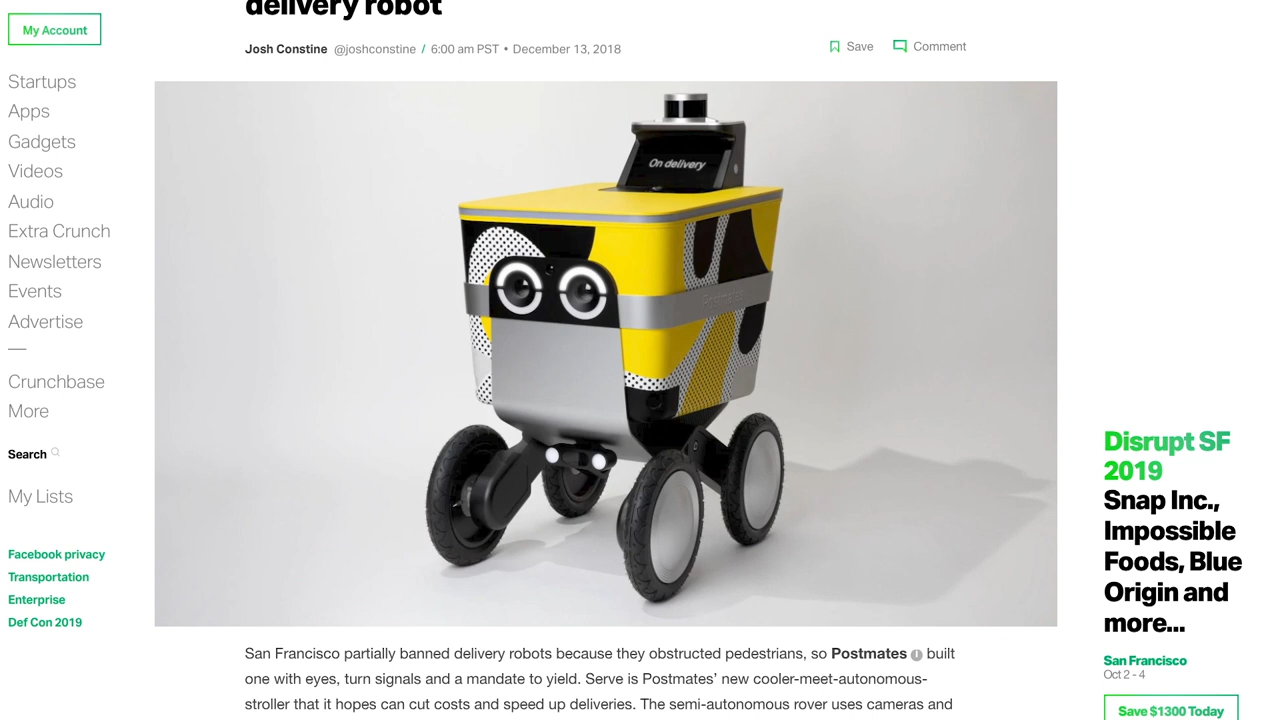 My Account
Startups
Apps
Gadgets
Videos
Audio
Extra Crunch
Newsletters
Events
Advertise
—
Crunchbase
More
Search
My Lists
Facebook privacy
Transportation
Enterprise
Def Con 2019
delivery robot
Josh Constine @joshconstine / 6:00 am PST • December 13, 2018
Save Comment
On delivery
Postmates
San Francisco partially banned delivery robots because they obstructed pedestrians, so Postmates built
one with eyes, turn signals and a mandate to yield. Serve is Postmates’ new cooler-meet-autonomous-
stroller that it hopes can cut costs and speed up deliveries. The semi-autonomous rover uses cameras and
Disrupt SF
2019
Snap Inc.,
Impossible
Foods, Blue
Origin and
more...
San Francisco
Oct 2 - 4
Save $1300 Today